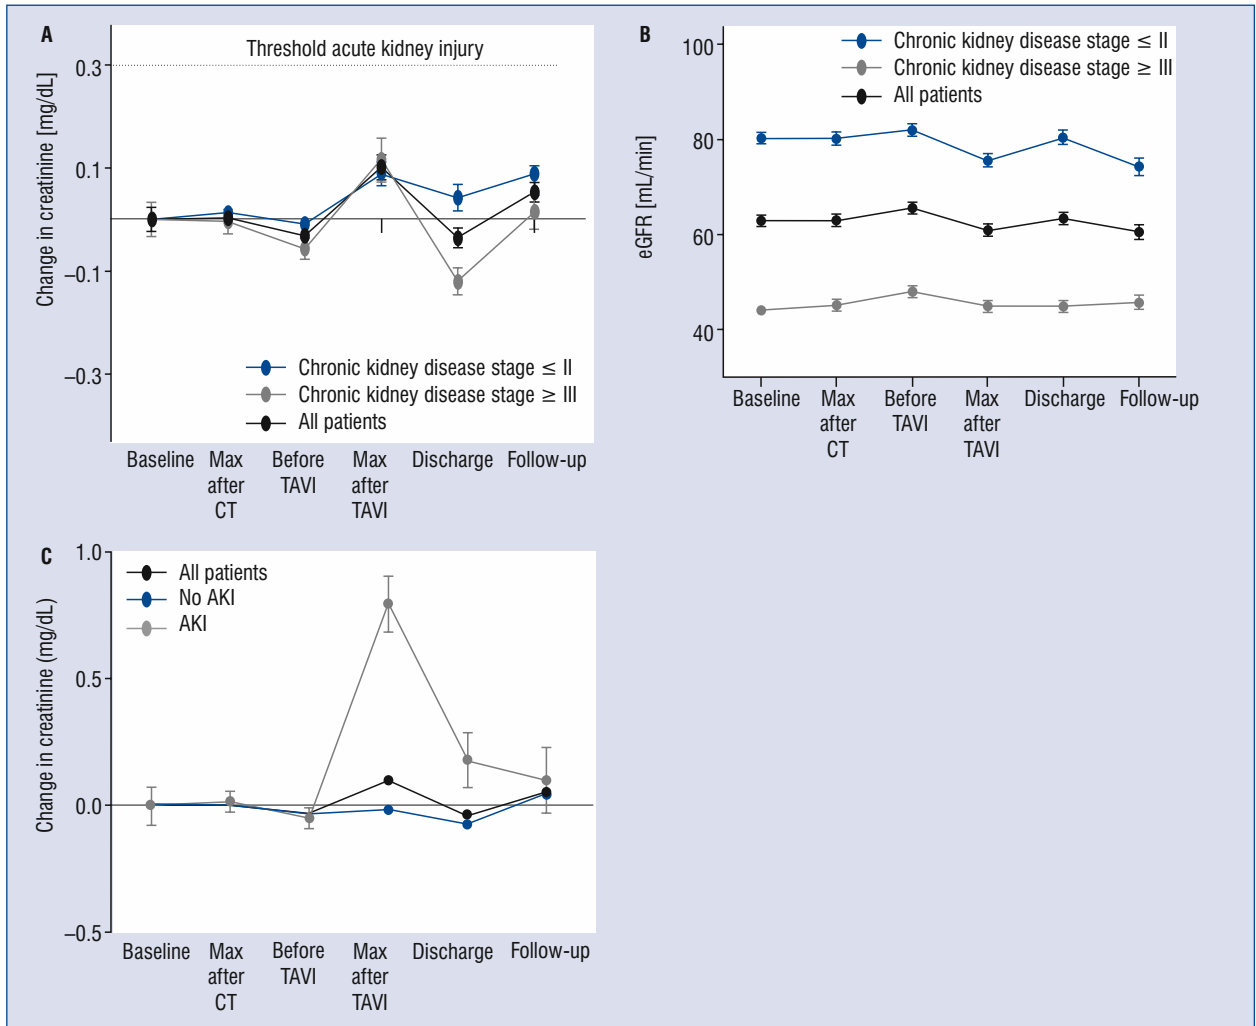 A
Threshold acute kidney injury
Change in creatinine [mg/dL]
0.3
0.1
–0.1
–0.3
Chronic kidney disease stage ≤ II
Chronic kidney disease stage ≥ III
All patients
Baseline
Max
after
CT
Before
TAVI
Max
after
TAVI
Discharge
Follow-up
B
Chronic kidney disease stage ≤ II
Chronic kidney disease stage ≥ III
All patients
eGFR [mL/min]
100
80
60
40
Baseline
Max
after
CT
Before
TAVI
Max
after
TAVI
Discharge
Follow-up
C
All patients
No AKI
AKI
Change in creatinine (mg/dL)
1.0
0.5
0.0
–0.5
Baseline
Max
after
CT
Before
TAVI
Max
after
TAVI
Discharge
Follow-up